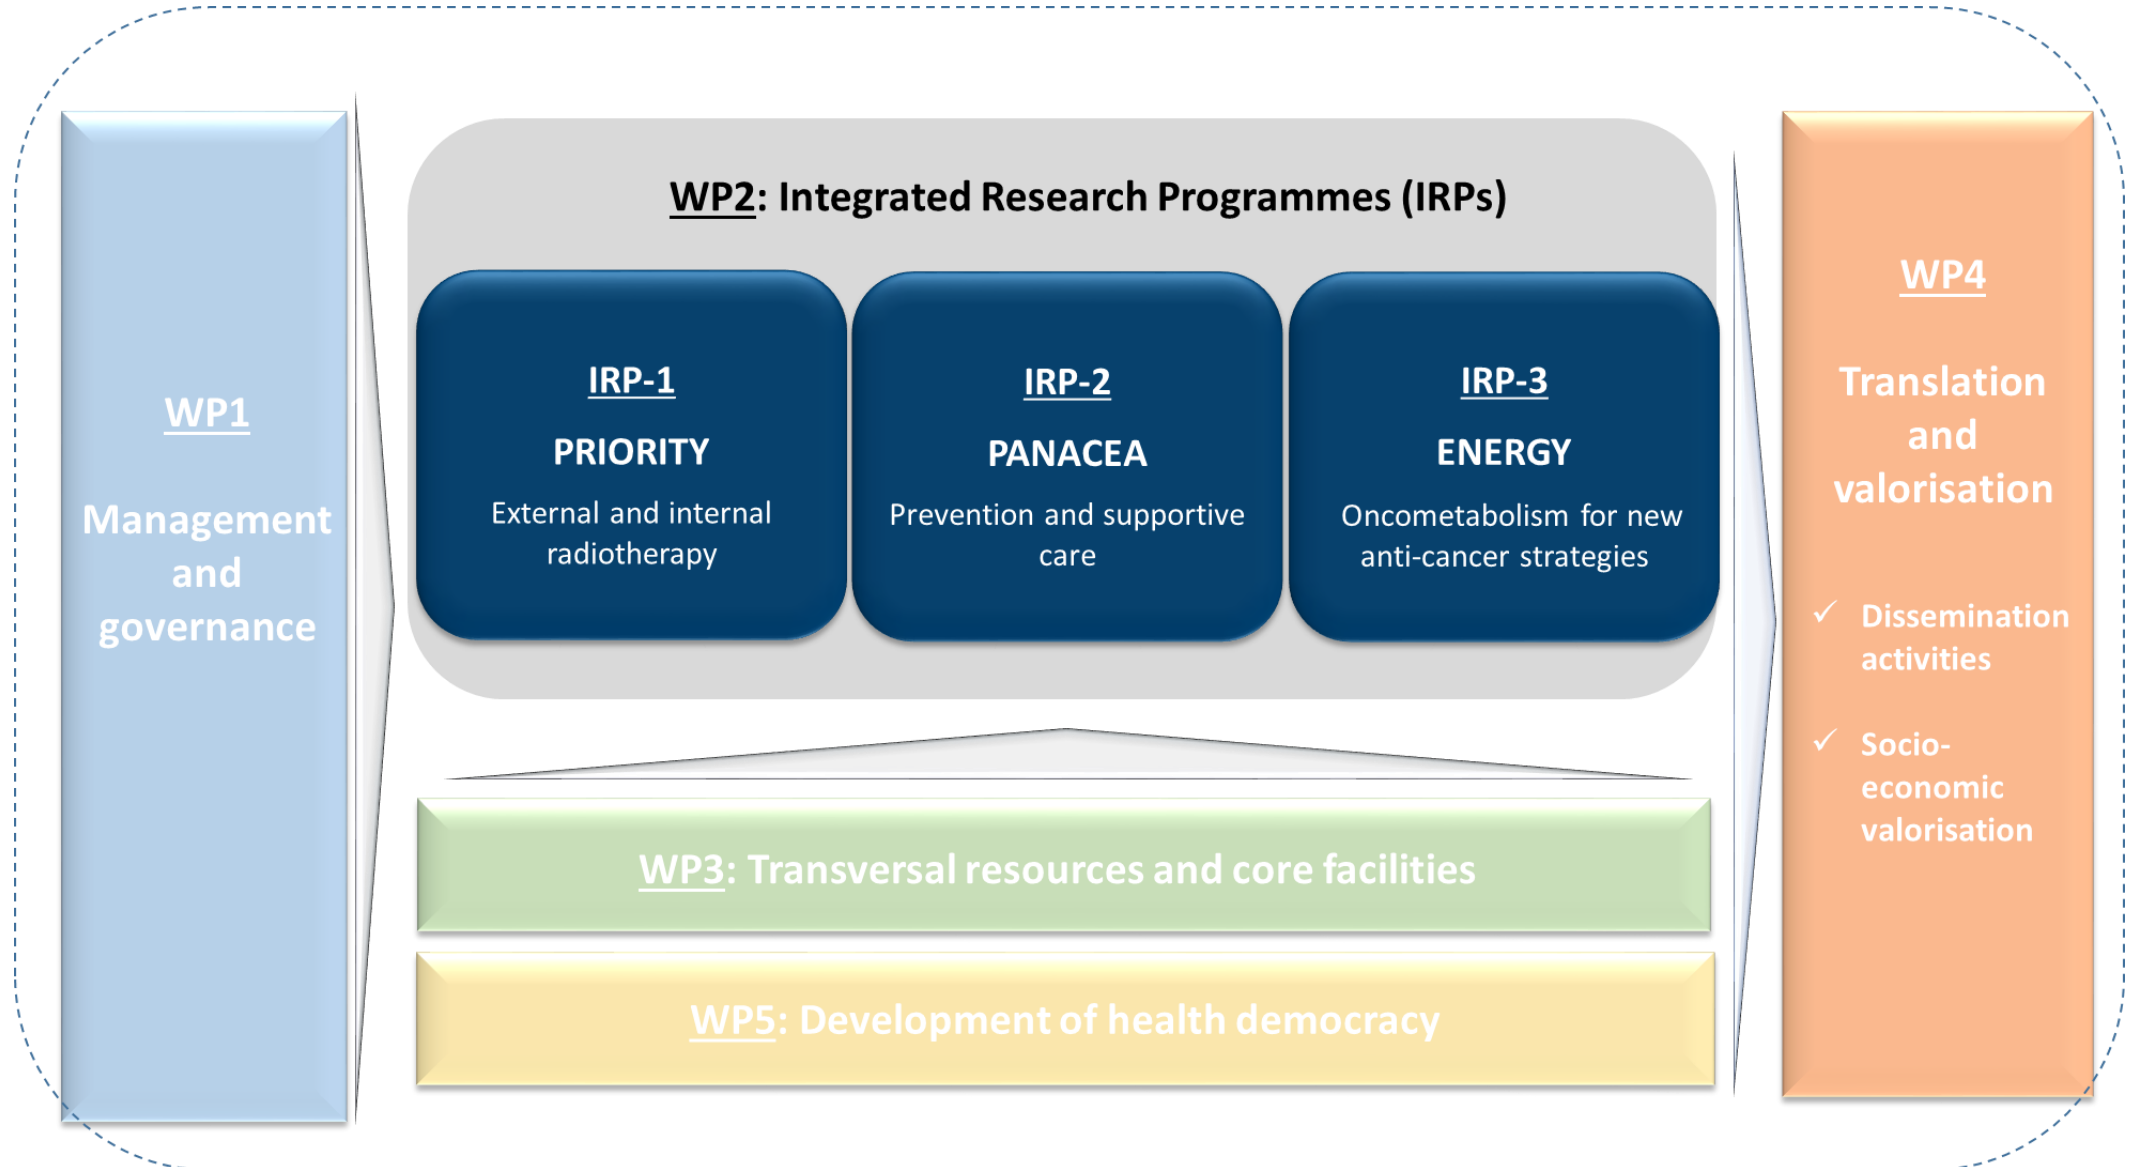 WP1
Management
and
governance
WP2: Integrated Research Programmes (IRPs)
IRP-1
PRIORITY
External and internal
radiotherapy
IRP-2
PANACEA
Prevention and supportive
care
IRP-3
ENERGY
Oncometabolism for new
anti-cancer strategies
WP3: Transversal resources and core facilities
WP5: Development of health democracy
WP4
Translation
and
valorisation
✓ Dissemination
activities
✓ Socio-
economic
valorisation